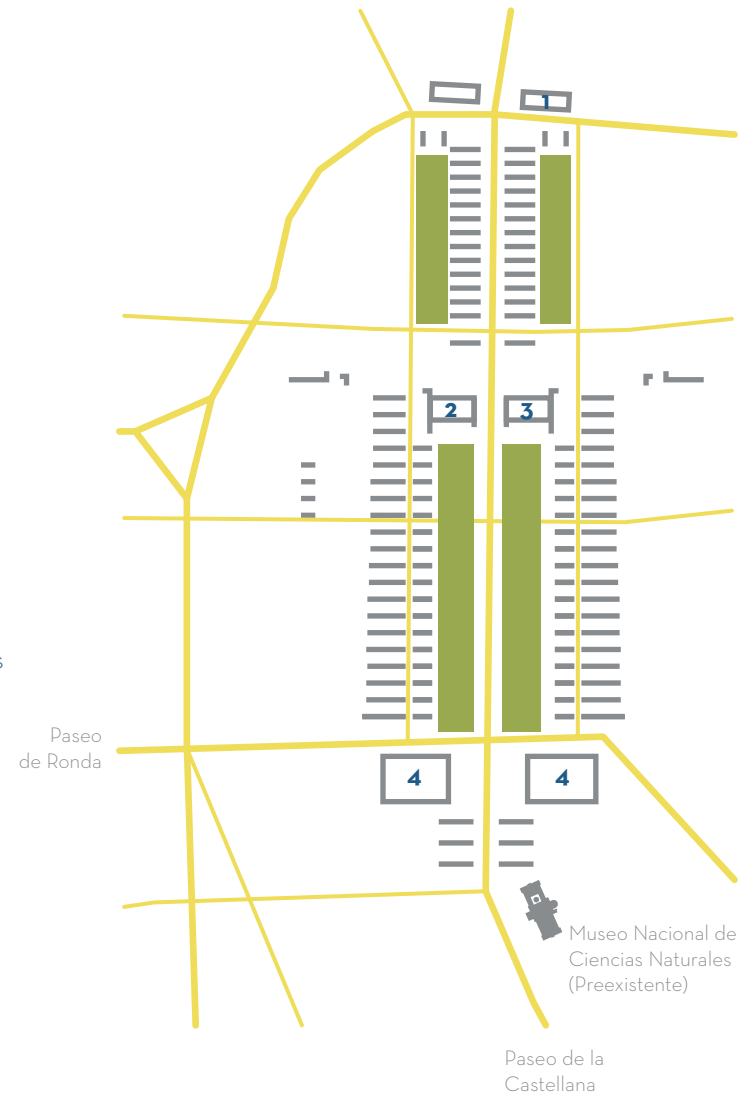 1
2
3
s
Paseo
de Ronda
4
4
Museo Nacional de
Ciencias Naturales
(Preexistente)
Paseo de la
Castellana